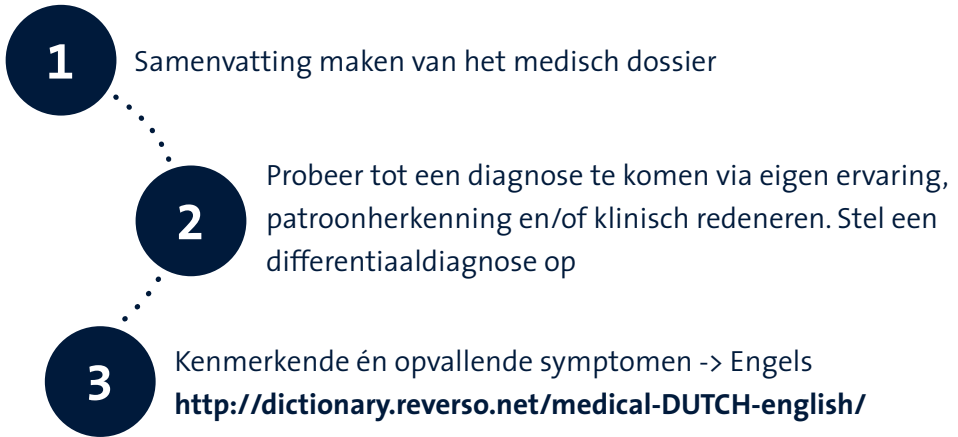 1
Samenvatting maken van het medisch dossier
2
Probeer tot een diagnose te komen via eigen ervaring,
patroonherkenning en/of klinisch redeneren. Stel een
differentiaaldiagnose op
3
Kenmerkende én opvallende symptomen -> Engels
http://dictionary.reverso.net/medical-DUTCH-english/